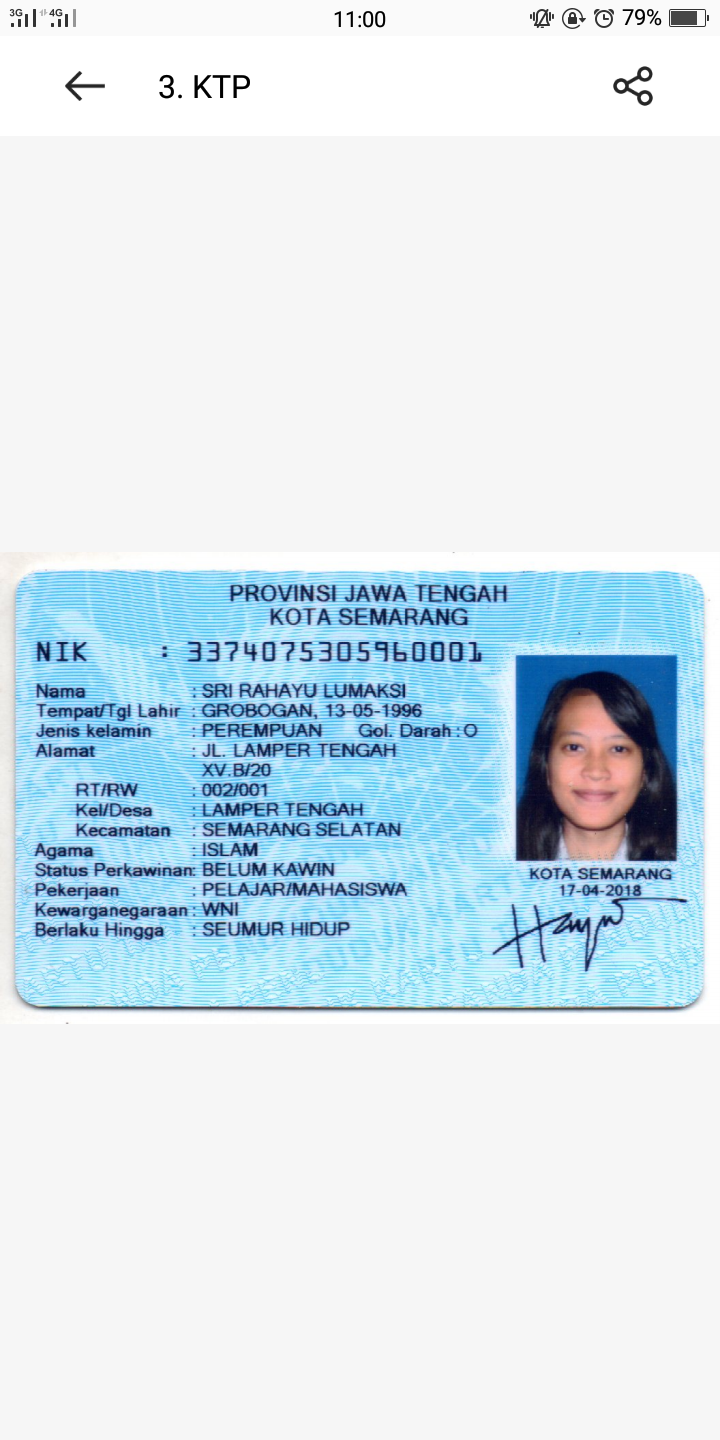 3G 4G 11:00 79%
3. KTP
PROVINSI JAWA TENGAH
KOTA SEMARANG
NIK : 3374075305960001
Nama : SRI RAHAYU LUMAKSI
Tempat/Tgl Lahir : GROBOGAN, 13-05-1996
Jenis kelamin : PEREMPUAN Gol. Darah : O
Alamat : JL. LAMPER TENGAH
XV.B/20
RT/RW : 002/001
Kel/Desa : LAMPER TENGAH
Kecamatan : SEMARANG SELATAN
Agama : ISLAM
Status Perkawinan: BELUM KAWIN
Pekerjaan : PELAJAR/MAHASISWA
Kewarganegaraan : WNI
Berlaku Hingga : SEUMUR HIDUP
KOTA SEMARANG
17-04-2018